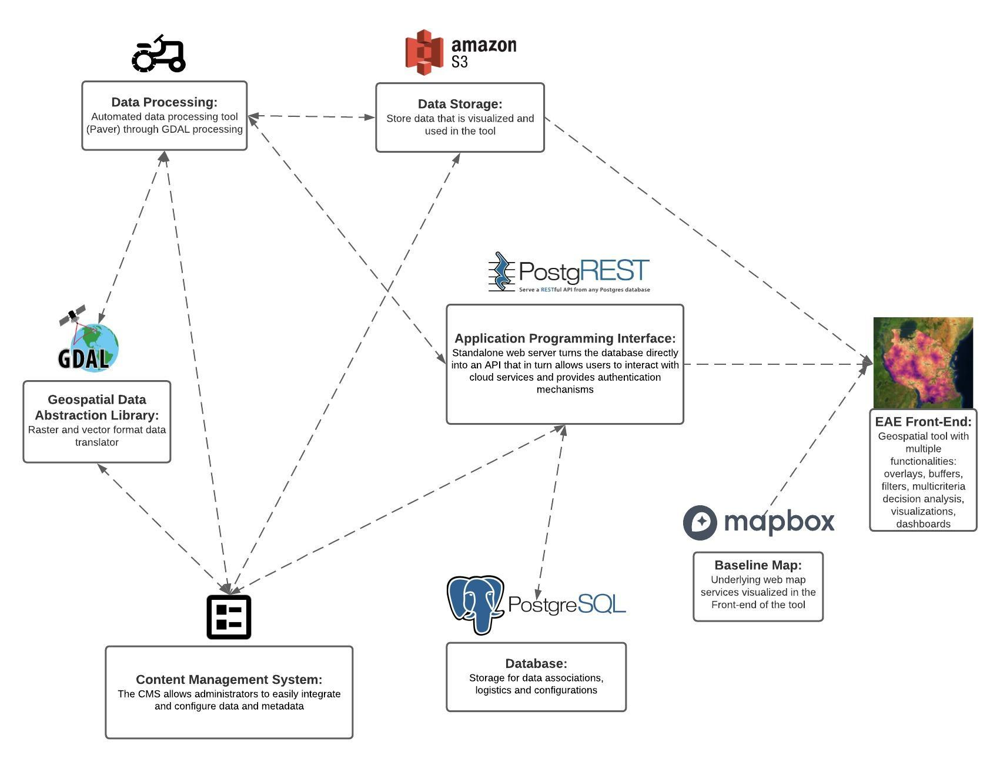 amazon
S3
Data Processing:
Automated data processing tool
(Paver) through GDAL processing
Data Storage:
Store data that is visualized and
used in the tool
PostgREST
Serve a RESTful API from any Postgres database
Application Programming Interface:
Standalone web server turns the database directly
into an API that in turn allows users to interact with
cloud services and provides authentication
mechanisms
GDAL
Geospatial Data
Abstraction Library:
Raster and vector format data
translator
EAE Front-End:
Geospatial tool with
multiple
functionalities:
overlays, buffers,
filters, multicriteria
decision analysis,
visualizations,
dashboards
mapbox
Baseline Map:
Underlying web map
services visualized in the
Front-end of the tool
PostgreSQL
Database:
Storage for data associations,
logistics and configurations
Content Management System:
The CMS allows administrators to easily integrate
and configure data and metadata